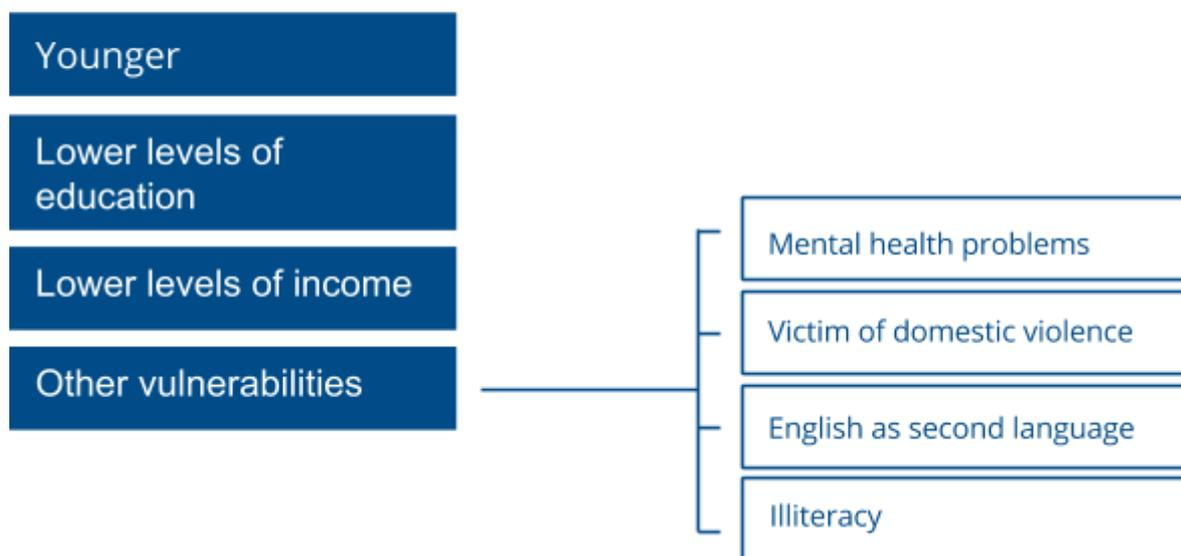 Younger
Lower levels of
education
Lower levels of income
Other vulnerabilities
Mental health problems
Victim of domestic violence
English as second language
Illiteracy